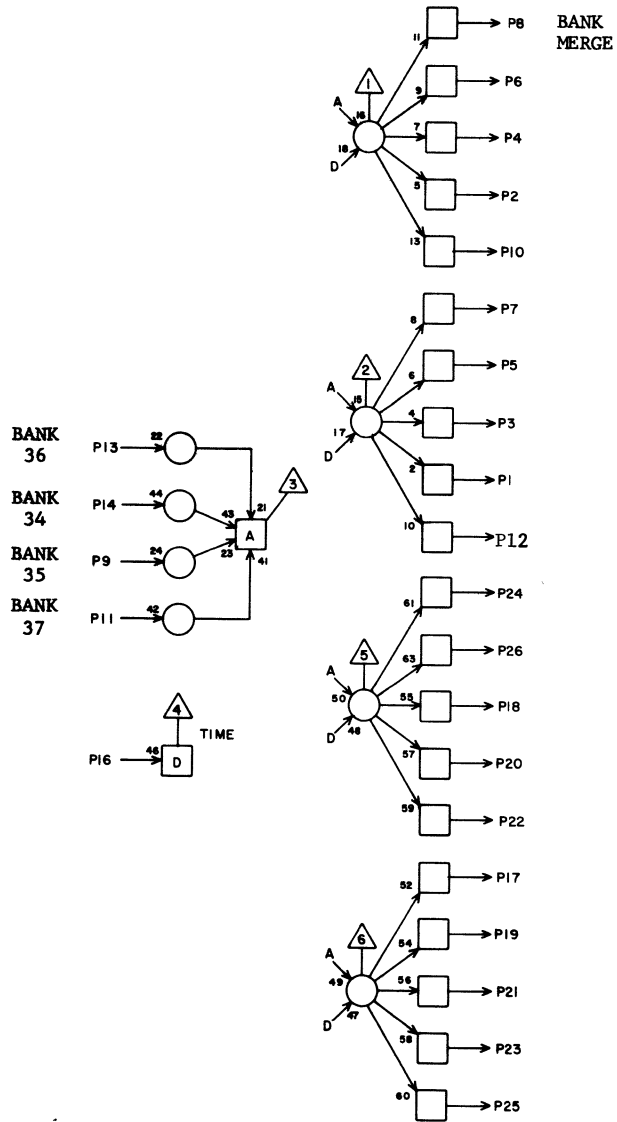 BANK
MERGE
11
P8
1
9
P6
A
16
7
P4
18
D
5
P2
13
P10
8
P7
2
6
P5
A
15
4
P3
17
D
2
P1
10
P12
BANK
36
P13
22
3
BANK
34
P14
44
43
21
A
BANK
35
P9
24
23
41
BANK
37
P11
42
61
P24
5
63
P26
A
50
55
P18
D
48
57
P20
59
P22
4
TIME
P16
46
D
52
P17
6
54
P19
A
49
56
P21
D
47
58
P23
60
P25